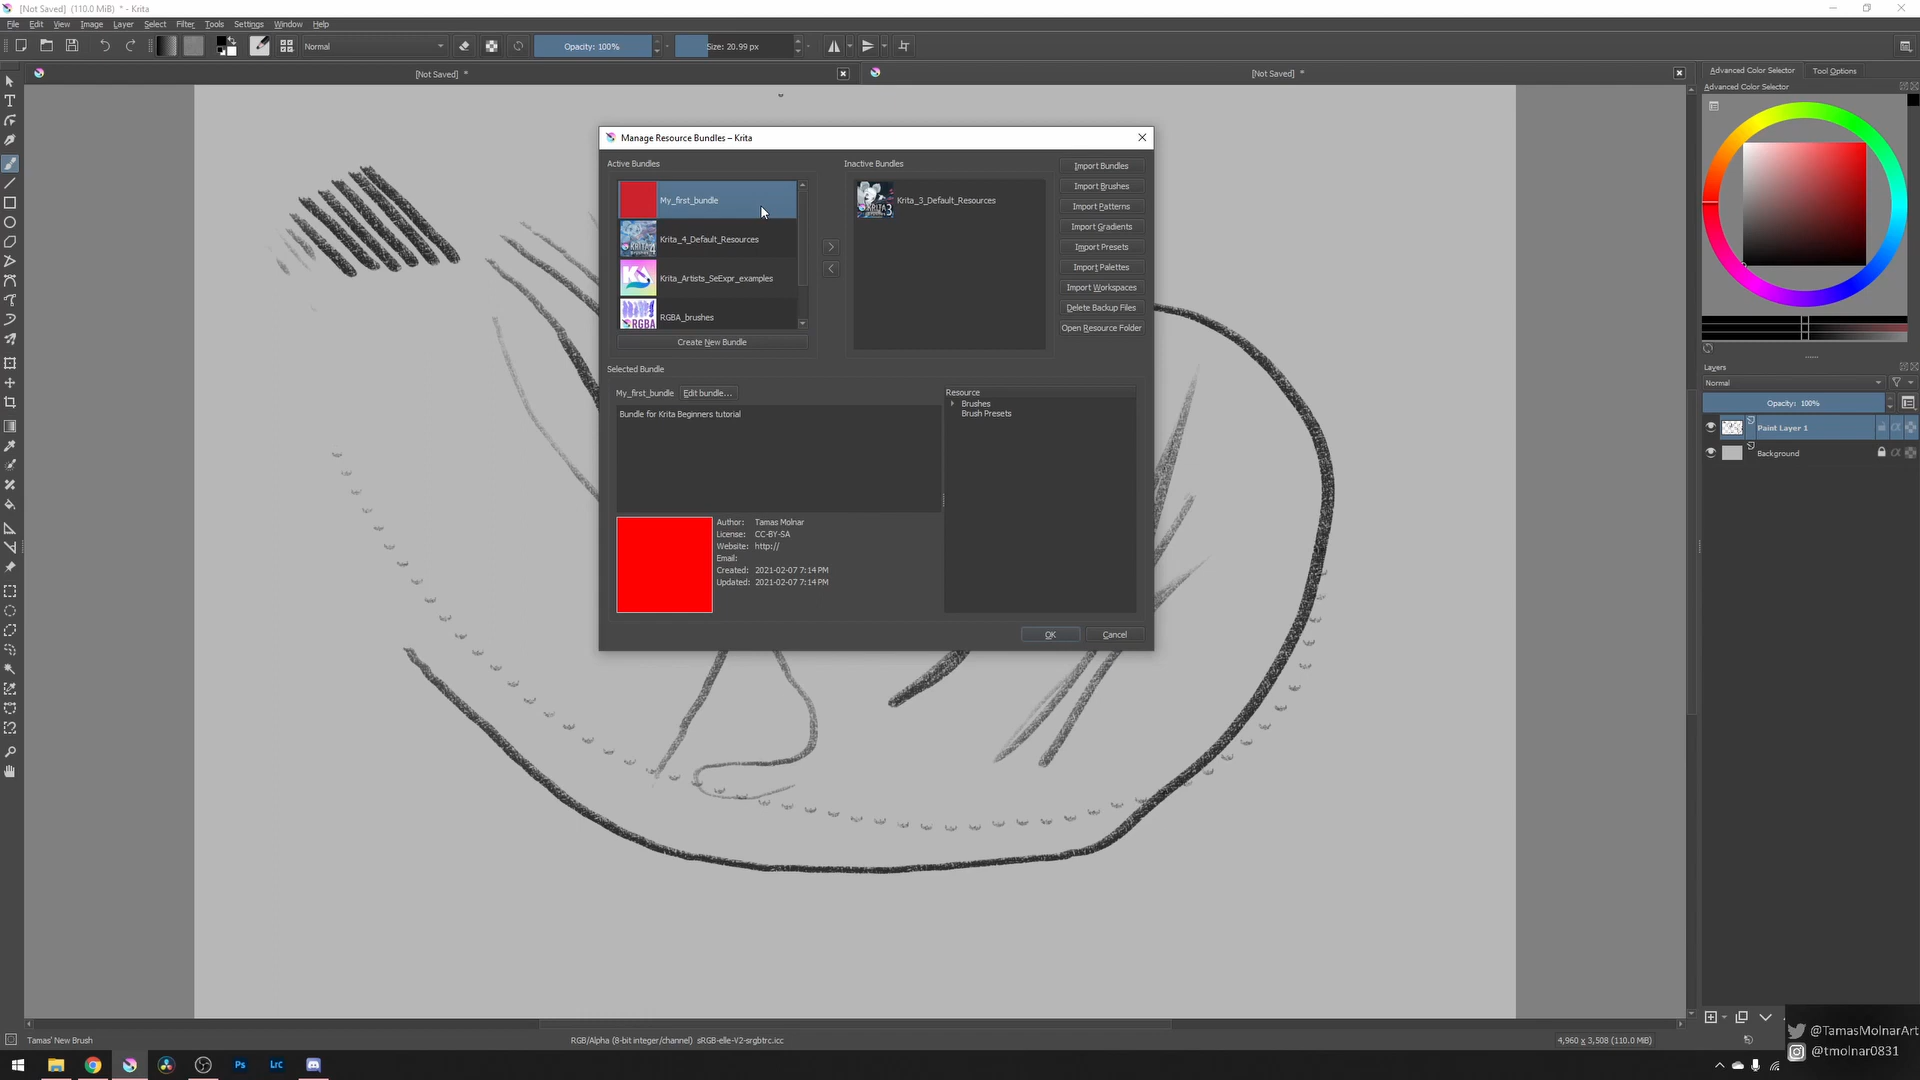 [Not Saved] (110.0 MiB) * - Krita
File Edit View Image Layer Select Filter Tools Settings Window Help
Normal
Opacity: 100%
Size: 20.99 px
[Not Saved] *
[Not Saved] *
Advanced Color Selector
Tool Options
Advanced Color Selector
Manage Resource Bundles – Krita
Active Bundles
My_first_bundle
Krita_4_Default_Resources
Krita_Artists_SeExpr_examples
RGBA
RGBA_brushes
Create New Bundle
Inactive Bundles
Krita_3_Default_Resources
Import Bundles
Import Brushes
Import Patterns
Import Gradients
Import Presets
Import Palettes
Import Workspaces
Delete Backup Files
Open Resource Folder
Selected Bundle
My_first_bundle
Edit bundle...
Bundle for Krita Beginners tutorial
Resource
Brushes
Brush Presets
Author: Tamas Molnar
License: CC-BY-SA
Website: http://
Email:
Created: 2021-02-07 7:14 PM
Updated: 2021-02-07 7:14 PM
OK
Cancel
Layers
Normal
Opacity: 100%
Paint Layer 1
Background
Tamas' New Brush
RGB/Alpha (8-bit integer/channel) sRGB-elle-V2-srgbtrc.icc
4,960 x 3,508 (110.0 MiB)
@TamasMolnarArt
@tmolnar0831
Ps
LrC